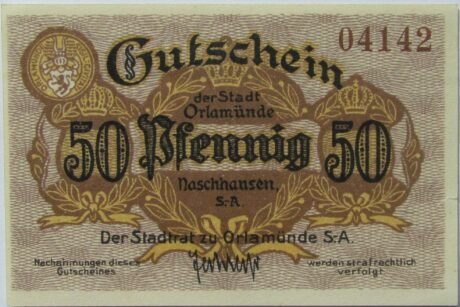 Gutschein
04142
der Stadt
Orlamünde
50 Pfennig 50
Naschhausen,
S.-A.
Der Stadtrat zu Orlamünde S.-A.
Nachahmungen dieses
Gutscheines
werden strafrechtlich
verfolgt.